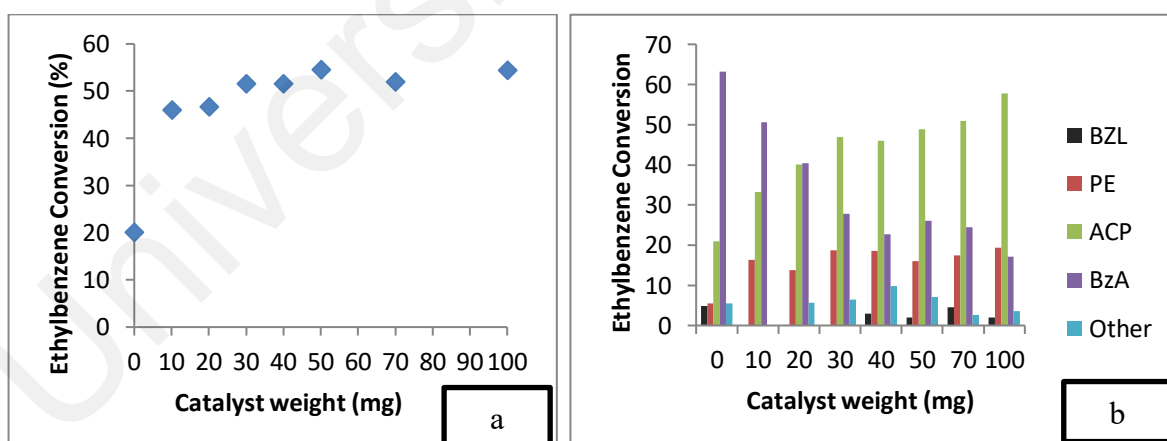 Universi
60
50
40
30
20
10
0
Ethylbenzene Conversion (%)
0 10 20 30 40 50 60 70 80 90 100
Catalyst weight (mg)
a
70
60
50
40
30
20
10
0
Ethylbenzene Conversion
0 10 20 30 40 50 70 100
Catalyst weight (mg)
BZL
PE
ACP
BzA
Other
b